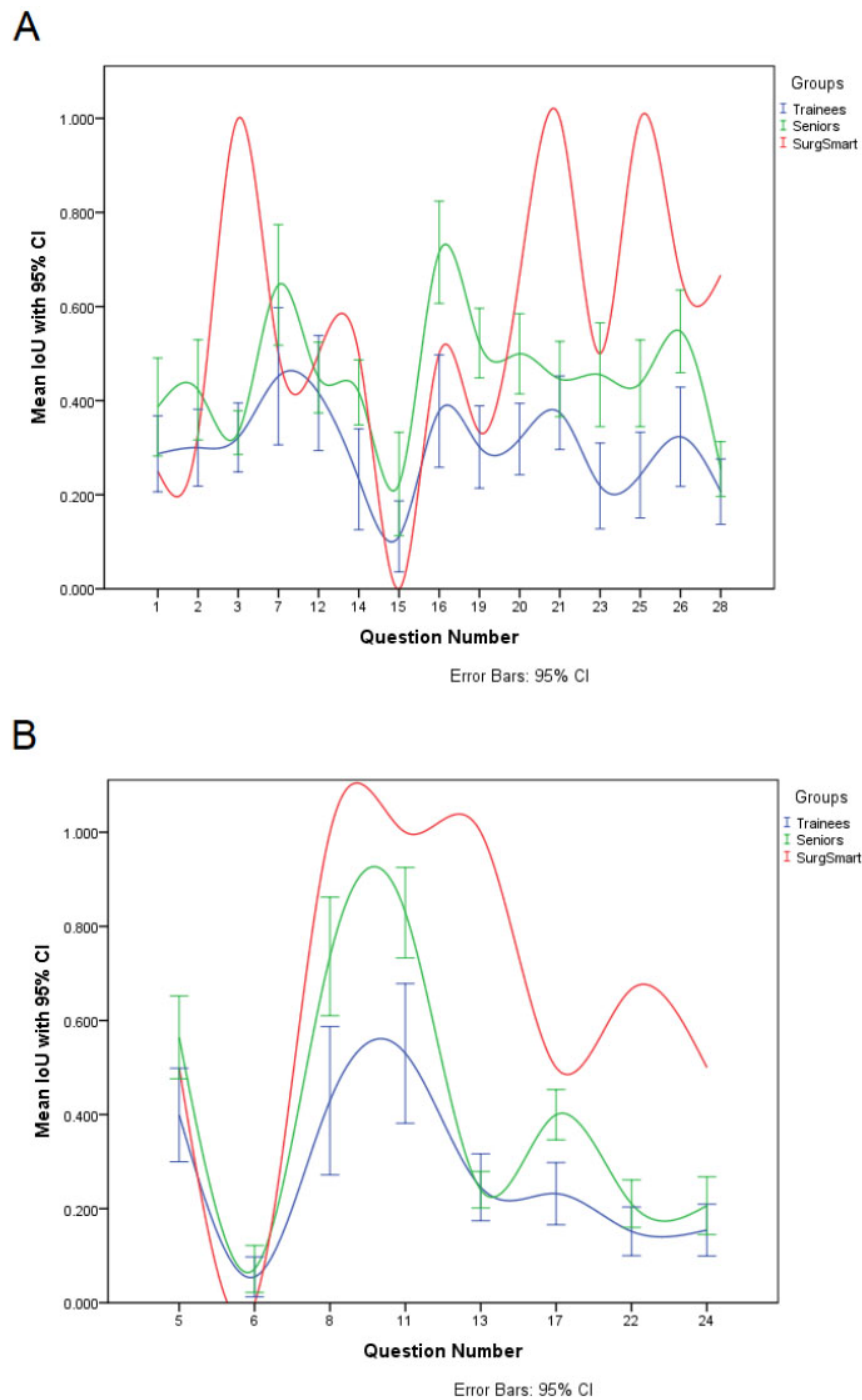 A
Groups
Trainees
Seniors
SurgSmart
Mean IoU with 95% CI
1.000
0.800
0.600
0.400
0.200
0.000
1 2 3 7 12 14 15 16 19 20 21 23 25 26 28
Question Number
Error Bars: 95% CI
B
Groups
Trainees
Seniors
SurgSmart
Mean IoU with 95% CI
1.000
0.800
0.600
0.400
0.200
0.000
5 6 8 11 13 17 22 24
Question Number
Error Bars: 95% CI